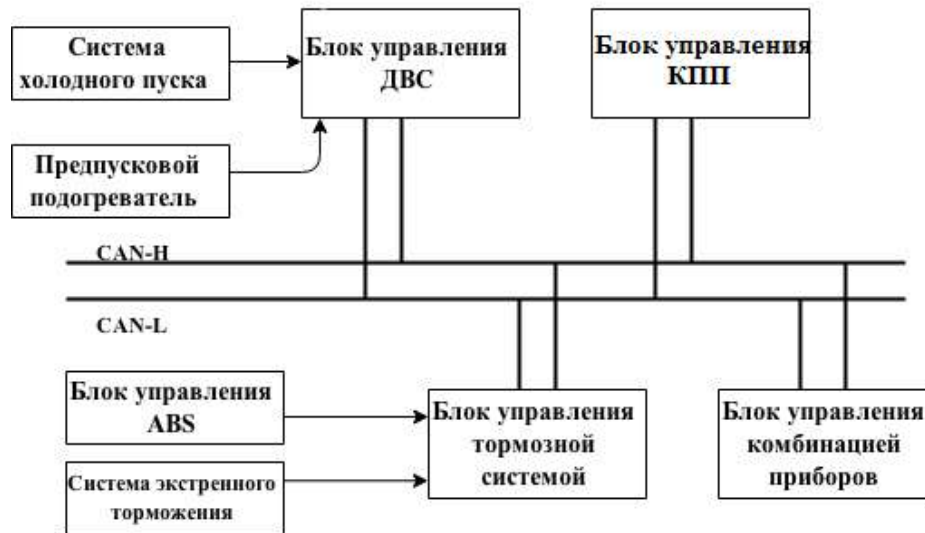 Система
холодного пуска
Блок управления
ДВС
Блок управления
КПП
Предпусковой
подогреватель
CAN-H
CAN-L
Блок управления
ABS
Система экстренного
торможения
Блок управления
тормозной
системой
Блок управления
комбинацией
приборов